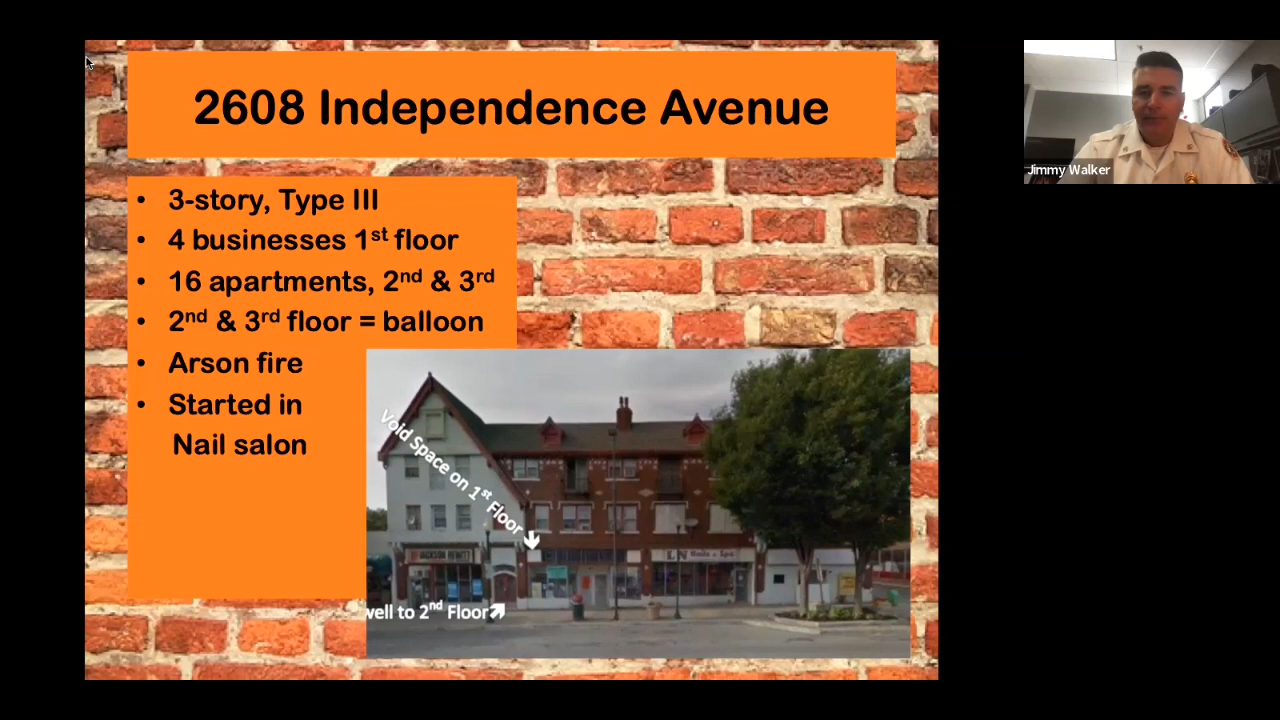 2608 Independence Avenue
• 3-story, Type III
• 4 businesses 1st floor
• 16 apartments, 2nd & 3rd
• 2nd & 3rd floor = balloon
• Arson fire
• Started in
Nail salon
Void Space on 1st Floor
JACKSON HEWITT
Nails & Spa
well to 2nd Floor
Jimmy Walker